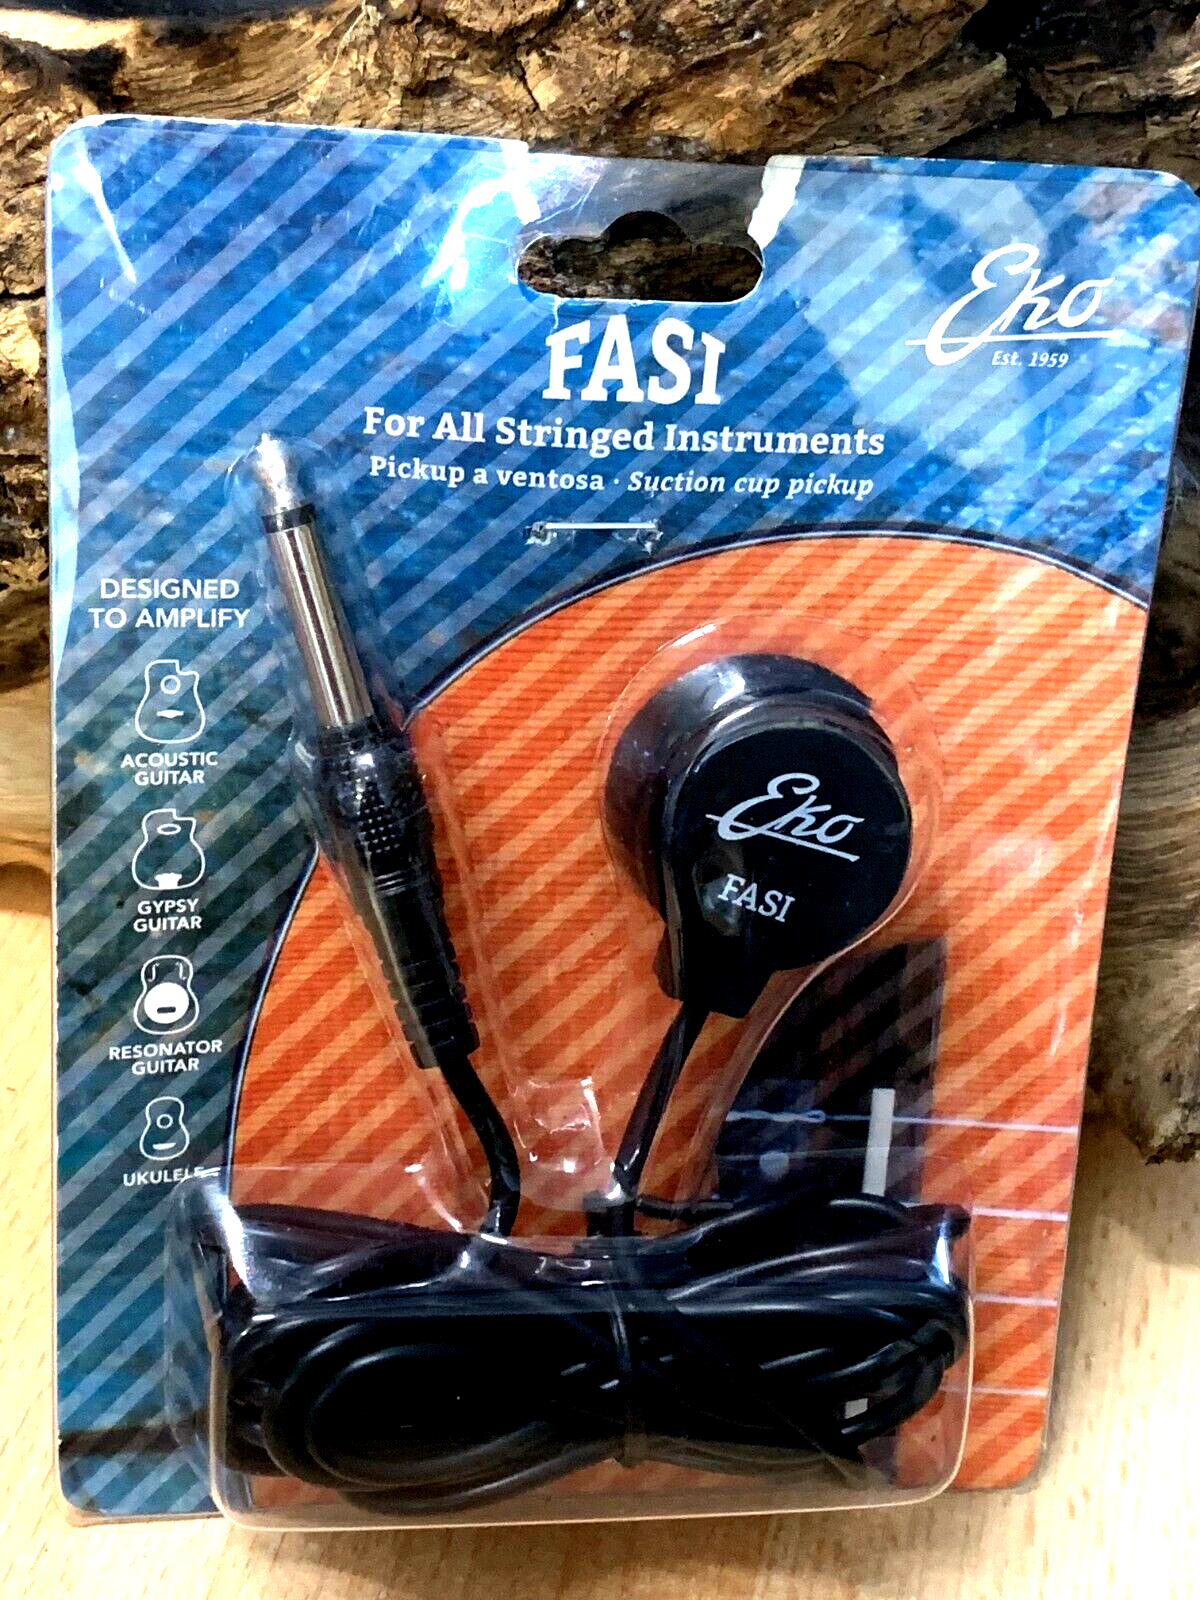 Eko
Est. 1959
FASI
For All Stringed Instruments
Pickup a ventosa · Suction cup pickup
DESIGNED
TO AMPLIFY
ACOUSTIC
GUITAR
GYPSY
GUITAR
RESONATOR
GUITAR
UKULELE
Eko
FASI